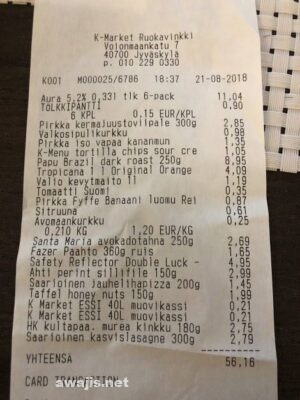 K-Market Ruokavinkki
Voionmaankatu 7
40700 Jyväskylä
p. 010 229 0330
K001 M000025/6786 18:37 21-08-2018
Aura 5,2% 0,33l tlk 6-pack 11,04
TÖLKKIPANTTI 0,90
6 KPL 0,15 EUR/KPL
Pirkka kermajuustoviipale 300g 2,85
Valkosipulikurkku 0,98
Pirkka iso vapaa kananmun 1,35
K-Menu tortilla chips sour cre 1,05
Papu Brazil dark roast 250g 8,95
Tropicana 1 l Original Orange 4,09
Valio kevytmaito 1l 1,19
Tomaatti Suomi 0,35
Pirkka Fyffe Banaani luomu Rei 0,87
Sitruuna 0,61
Avomaankurkku 0,25
0,210 KG 1,20 EUR/KG
Santa Maria avokadotahna 250g 2,69
Fazer Paahto 360g ruis 1,65
Safety Reflector Double Luck - 4,95
Ahti perint sillifile 150g 2,99
Saarioinen Jauhelihapizza 200g 1,45
Taffel honey nuts 150g 1,99
K Market ESSI 40L muovikassi 0,21
K Market ESSI 40L muovikassi 0,21
HK kultapaa. murea kinkku 180g 2,75
Saarioinen kasvislasagne 300g 2,79
YHTEENSÄ 56,16
CARD TRANSACTION
awajis.net